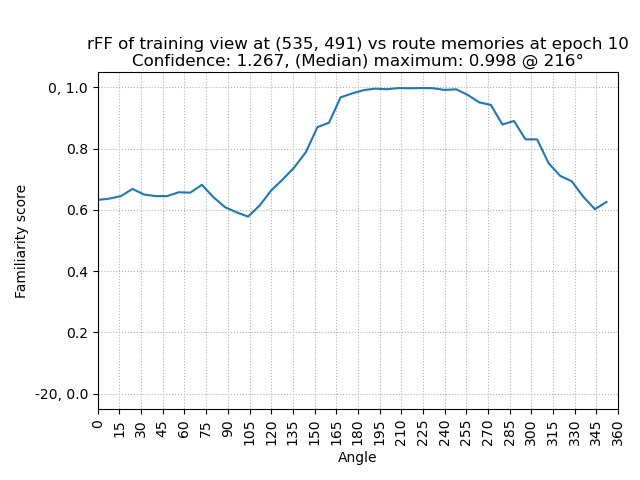 rFF of training view at (535, 491) vs route memories at epoch 10
Confidence: 1.267, (Median) maximum: 0.998 @ 216°
0, 1.0
0.8
0.6
0.4
0.2
-20, 0.0
Familiarity score
0 15 30 45 60 75 90 105 120 135 150 165 180 195 210 225 240 255 270 285 300 315 330 345 360
Angle